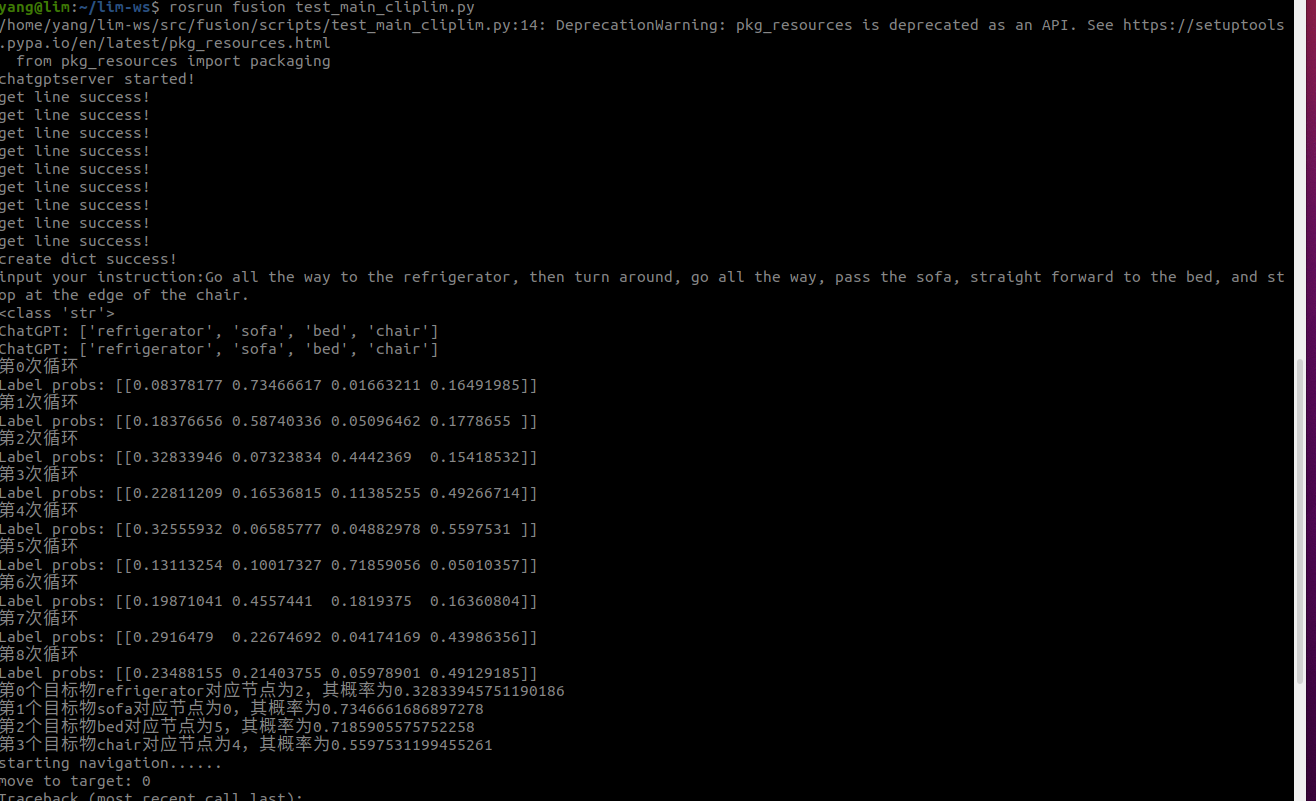 yang@lim:~/lim-ws$ rosrun fusion test_main_cliplim.py
/home/yang/lim-ws/src/fusion/scripts/test_main_cliplim.py:14: DeprecationWarning: pkg_resources is deprecated as an API. See https://setuptools
.pypa.io/en/latest/pkg_resources.html
  from pkg_resources import packaging
chatgptserver started!
get line success!
get line success!
get line success!
get line success!
get line success!
get line success!
get line success!
get line success!
get line success!
create dict success!
input your instruction:Go all the way to the refrigerator, then turn around, go all the way, pass the sofa, straight forward to the bed, and st
op at the edge of the chair.
<class 'str'>
ChatGPT: ['refrigerator', 'sofa', 'bed', 'chair']
ChatGPT: ['refrigerator', 'sofa', 'bed', 'chair']
第0次循环
Label probs: [[0.08378177 0.73466617 0.01663211 0.16491985]]
第1次循环
Label probs: [[0.18376656 0.58740336 0.05096462 0.1778655 ]]
第2次循环
Label probs: [[0.32833946 0.07323834 0.4442369  0.15418532]]
第3次循环
Label probs: [[0.22811209 0.16536815 0.11385255 0.49266714]]
第4次循环
Label probs: [[0.32555932 0.06585777 0.04882978 0.5597531 ]]
第5次循环
Label probs: [[0.13113254 0.10017327 0.71859056 0.05010357]]
第6次循环
Label probs: [[0.19871041 0.4557441  0.1819375  0.16360804]]
第7次循环
Label probs: [[0.2916479  0.22674692 0.04174169 0.43986356]]
第8次循环
Label probs: [[0.23488155 0.21403755 0.05978901 0.49129185]]
第0个目标物refrigerator对应节点为2，其概率为0.32833945751190186
第1个目标物sofa对应节点为0，其概率为0.7346661686897278
第2个目标物bed对应节点为5，其概率为0.7185905575752258
第3个目标物chair对应节点为4，其概率为0.5597531199455261
starting navigation......
move to target: 0
Traceback (most recent call last):